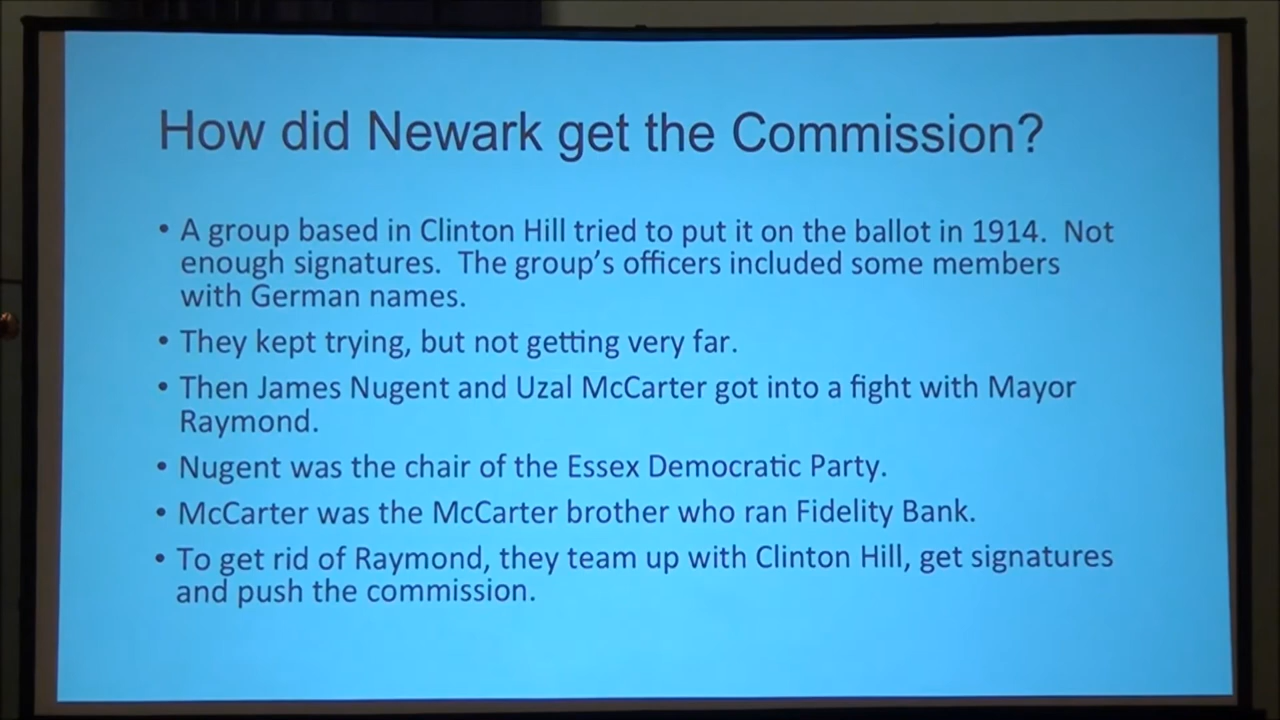 How did Newark get the Commission?
• A group based in Clinton Hill tried to put it on the ballot in 1914.  Not
enough signatures.  The group's officers included some members
with German names.
• They kept trying, but not getting very far.
• Then James Nugent and Uzal McCarter got into a fight with Mayor
Raymond.
• Nugent was the chair of the Essex Democratic Party.
• McCarter was the McCarter brother who ran Fidelity Bank.
• To get rid of Raymond, they team up with Clinton Hill, get signatures
and push the commission.